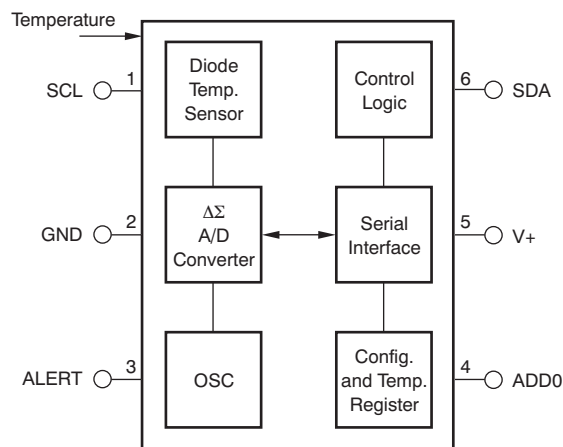 Temperature
SCL
1
Diode
Temp.
Sensor
Control
Logic
6
SDA
GND
2
ΔΣ
A/D
Converter
Serial
Interface
5
V+
ALERT
3
OSC
Config.
and Temp.
Register
4
ADD0